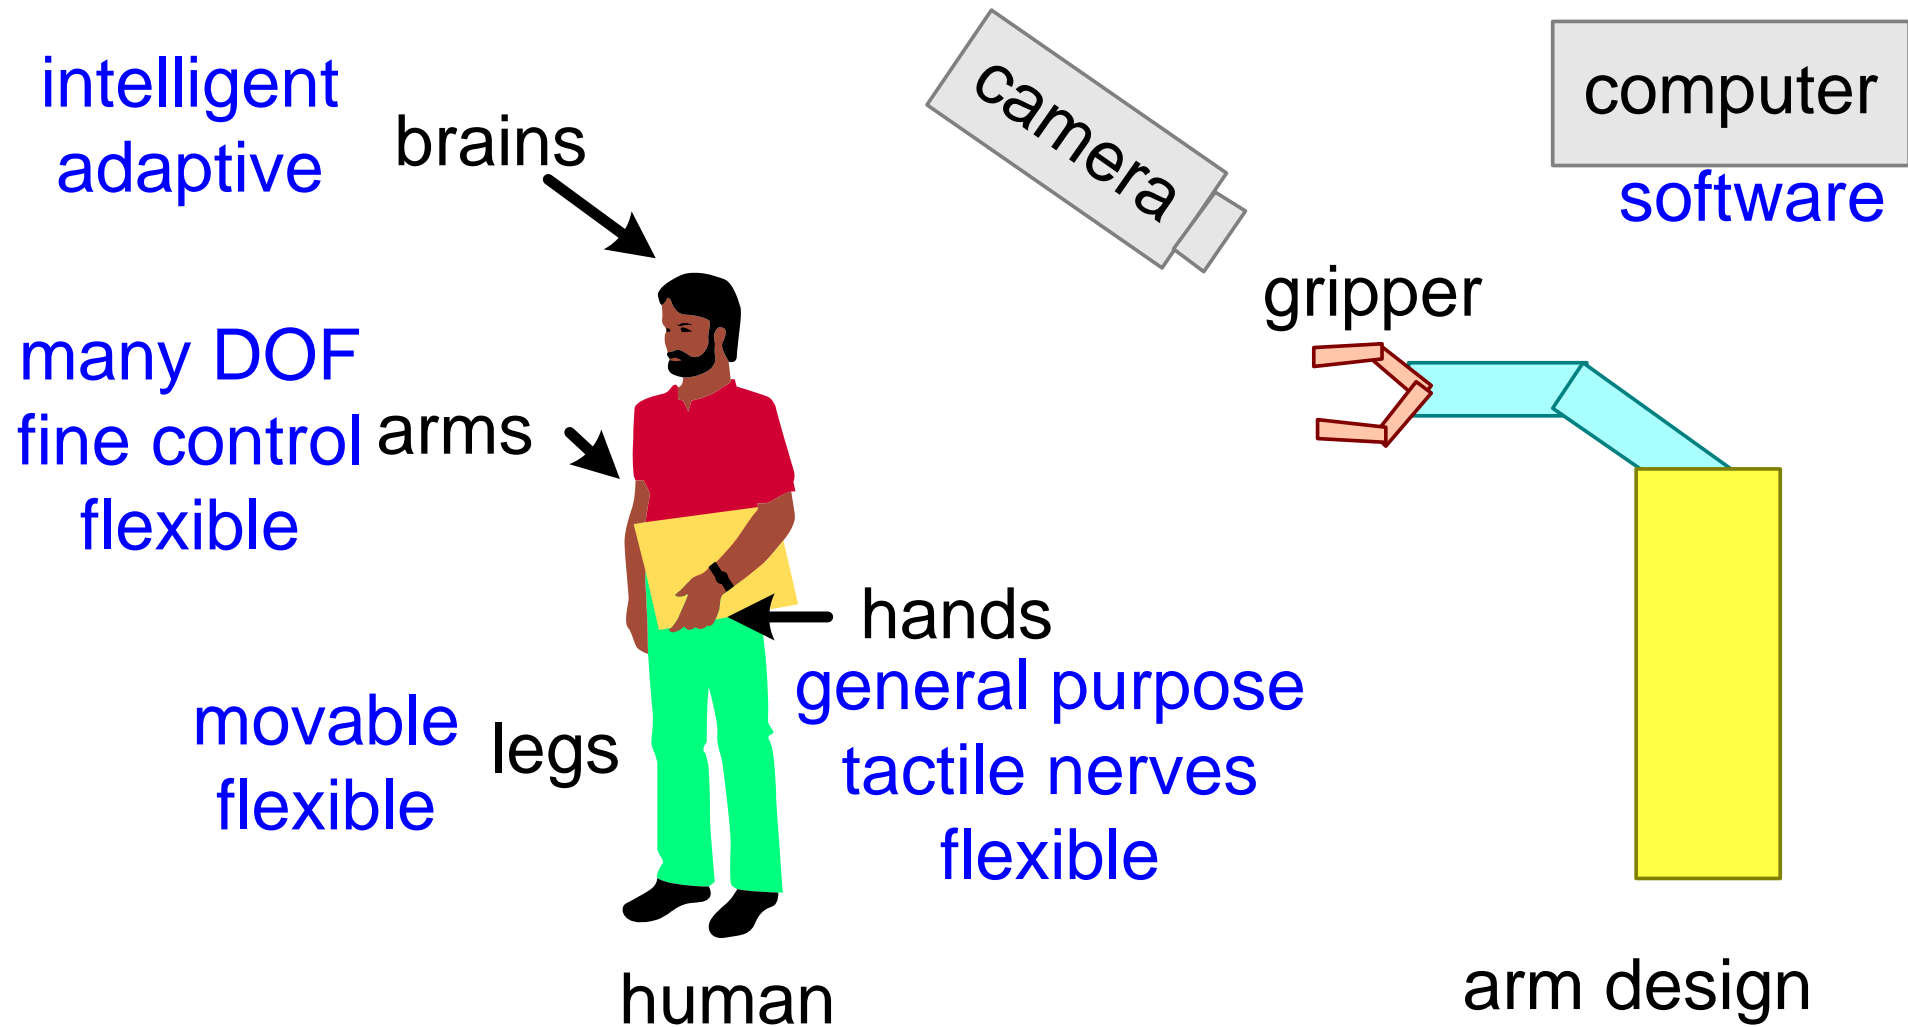 intelligent
adaptive
brains
many DOF
fine control
flexible
arms
movable
flexible
legs
hands
general purpose
tactile nerves
flexible
human
camera
computer
software
gripper
arm design